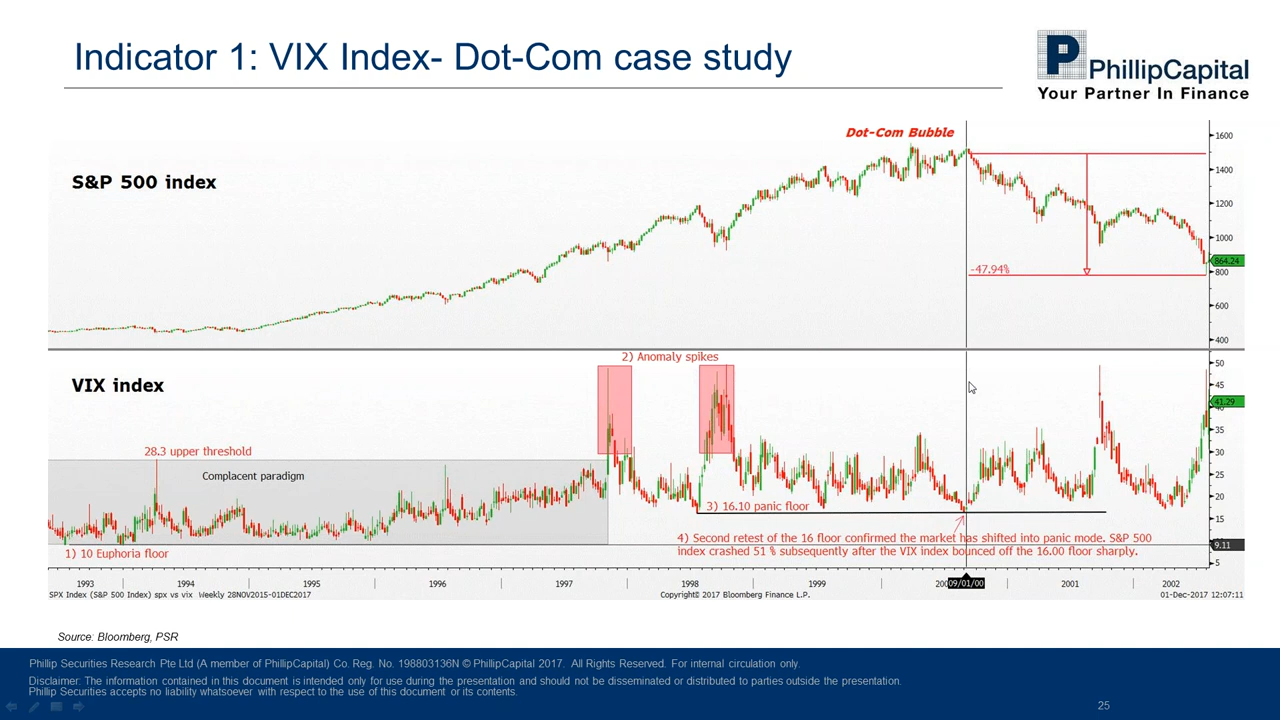 Indicator 1: VIX Index- Dot-Com case study
P PhillipCapital
Your Partner In Finance
Dot-Com Bubble
S&P 500 index
1600
1400
1200
1000
864.24
800
600
400
-47.94%
2) Anomaly spikes
VIX index
50
45
41.29
40
35
30
25
20
15
9.11
5
28.3 upper threshold
Complacent paradigm
3) 16.10 panic floor
4) Second retest of the 16 floor confirmed the market has shifted into panic mode. S&P 500
index crashed 51 % subsequently after the VIX index bounced off the 16.00 floor sharply.
1) 10 Euphoria floor
1993 1994 1995 1996 1997 1998 1999 09/01/00 2001 2002
SPX Index (S&P 500 Index) spx vs vix Weekly 28NOV2015-01DEC2017 Copyright© 2017 Bloomberg Finance L.P. 01-Dec-2017 12:07:11
Source: Bloomberg, PSR
Phillip Securities Research Pte Ltd (A member of PhillipCapital) Co. Reg. No. 198803136N © PhillipCapital 2017. All Rights Reserved. For internal circulation only.
Disclaimer: The information contained in this document is intended only for use during the presentation and should not be disseminated or distributed to parties outside the presentation.
Phillip Securities accepts no liability whatsoever with respect to the use of this document or its contents.
25